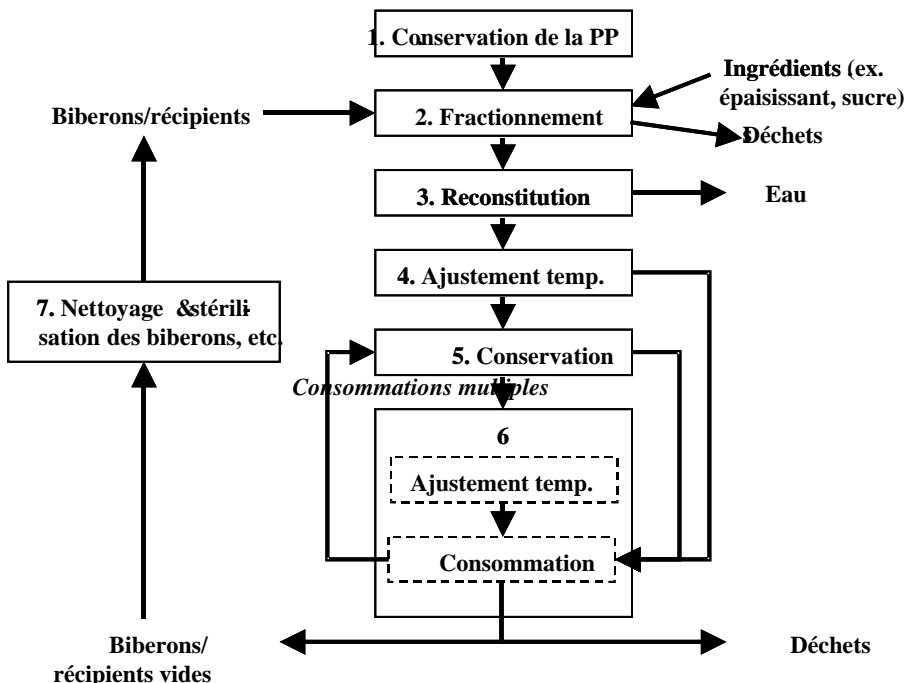 1. Conservation de la PP
Ingrédients (ex.
épaisissant, sucre)
Biberons/récipients
2. Fractionnement
Déchets
3. Reconstitution
Eau
4. Ajustement temp.
7. Nettoyage &stérili-
sation des biberons, etc.
5. Conservation
Consommations multiples
6
Ajustement temp.
Consommation
Biberons/
récipients vides
Déchets